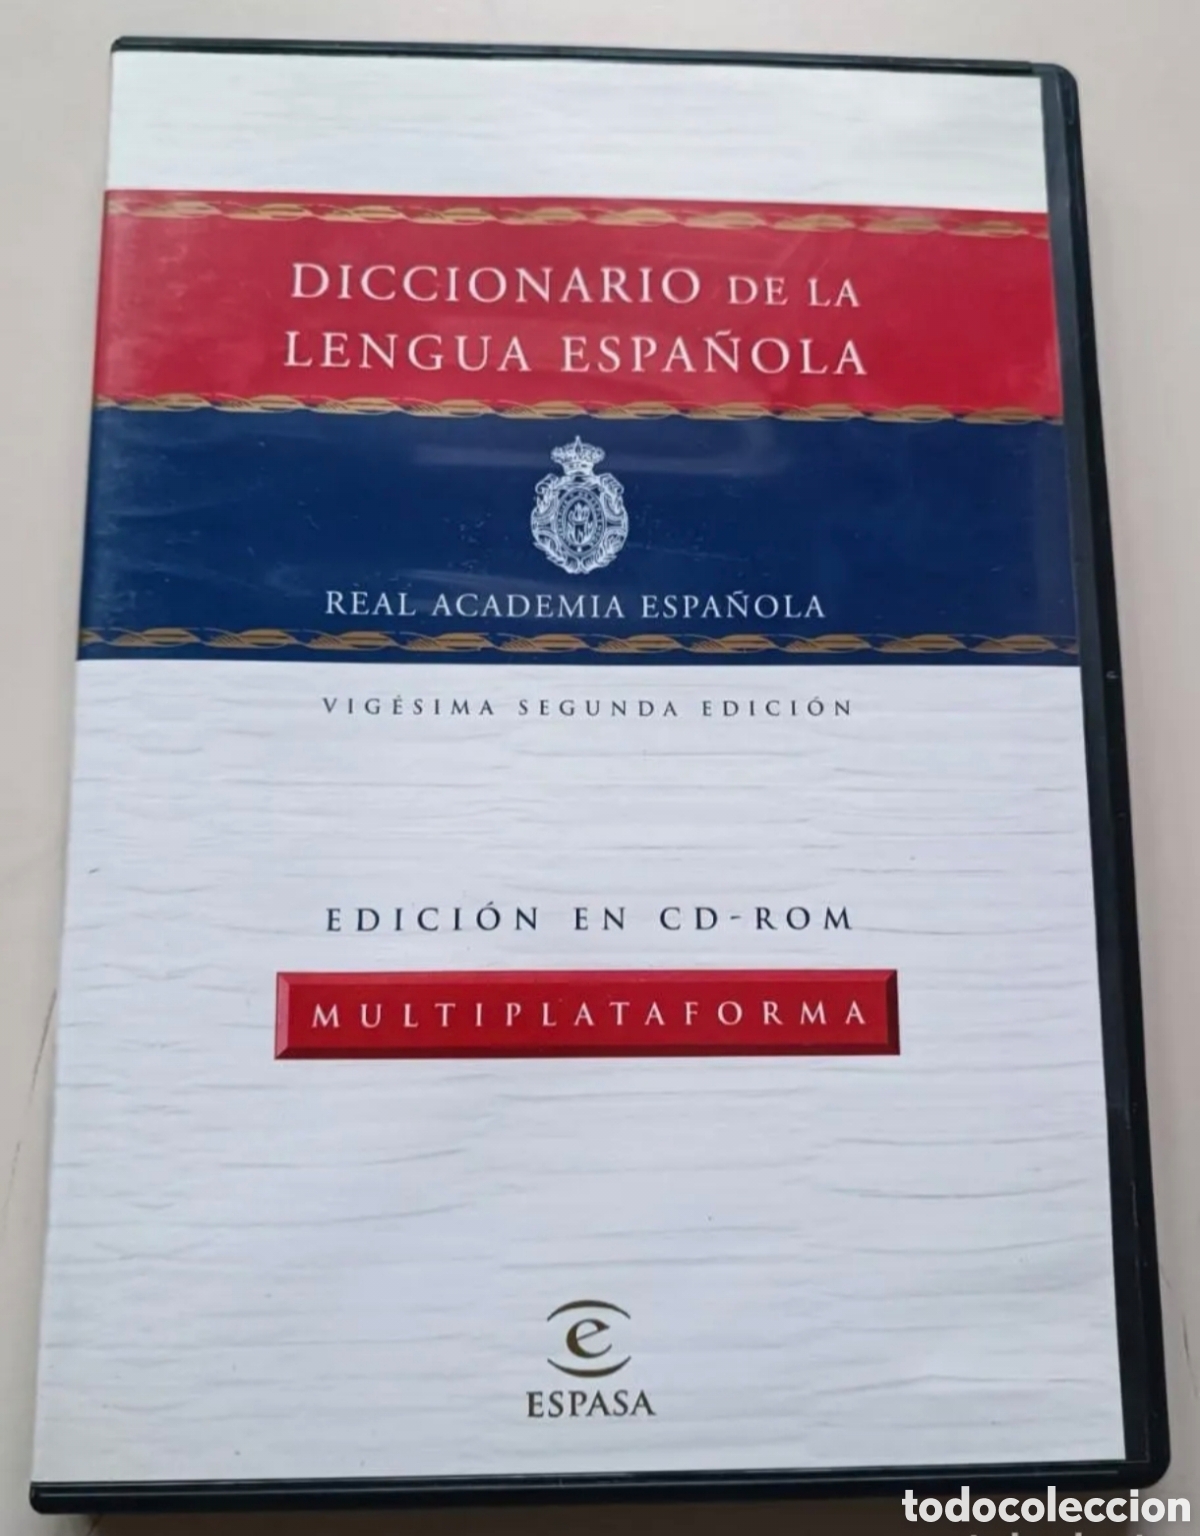 DICCIONARIO DE LA
LENGUA ESPAÑOLA
REAL ACADEMIA ESPAÑOLA
VIGÉSIMA SEGUNDA EDICIÓN
EDICIÓN EN CD-ROM
MULTIPLATAFORMA
e
ESPASA
todocoleccion